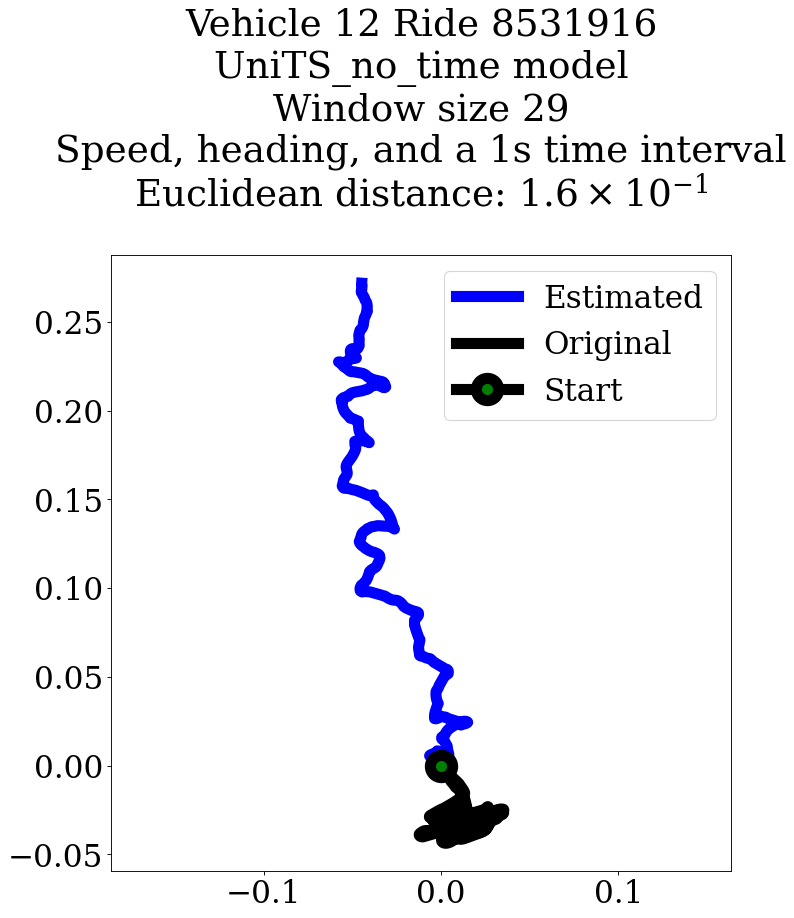 Vehicle 12 Ride 8531916
UniTS_no_time model
Window size 29
Speed, heading, and a 1s time interval
Euclidean distance: 1.6 × 10⁻¹
Estimated
Original
Start
0.25
0.20
0.15
0.10
0.05
0.00
−0.05
−0.1
0.0
0.1